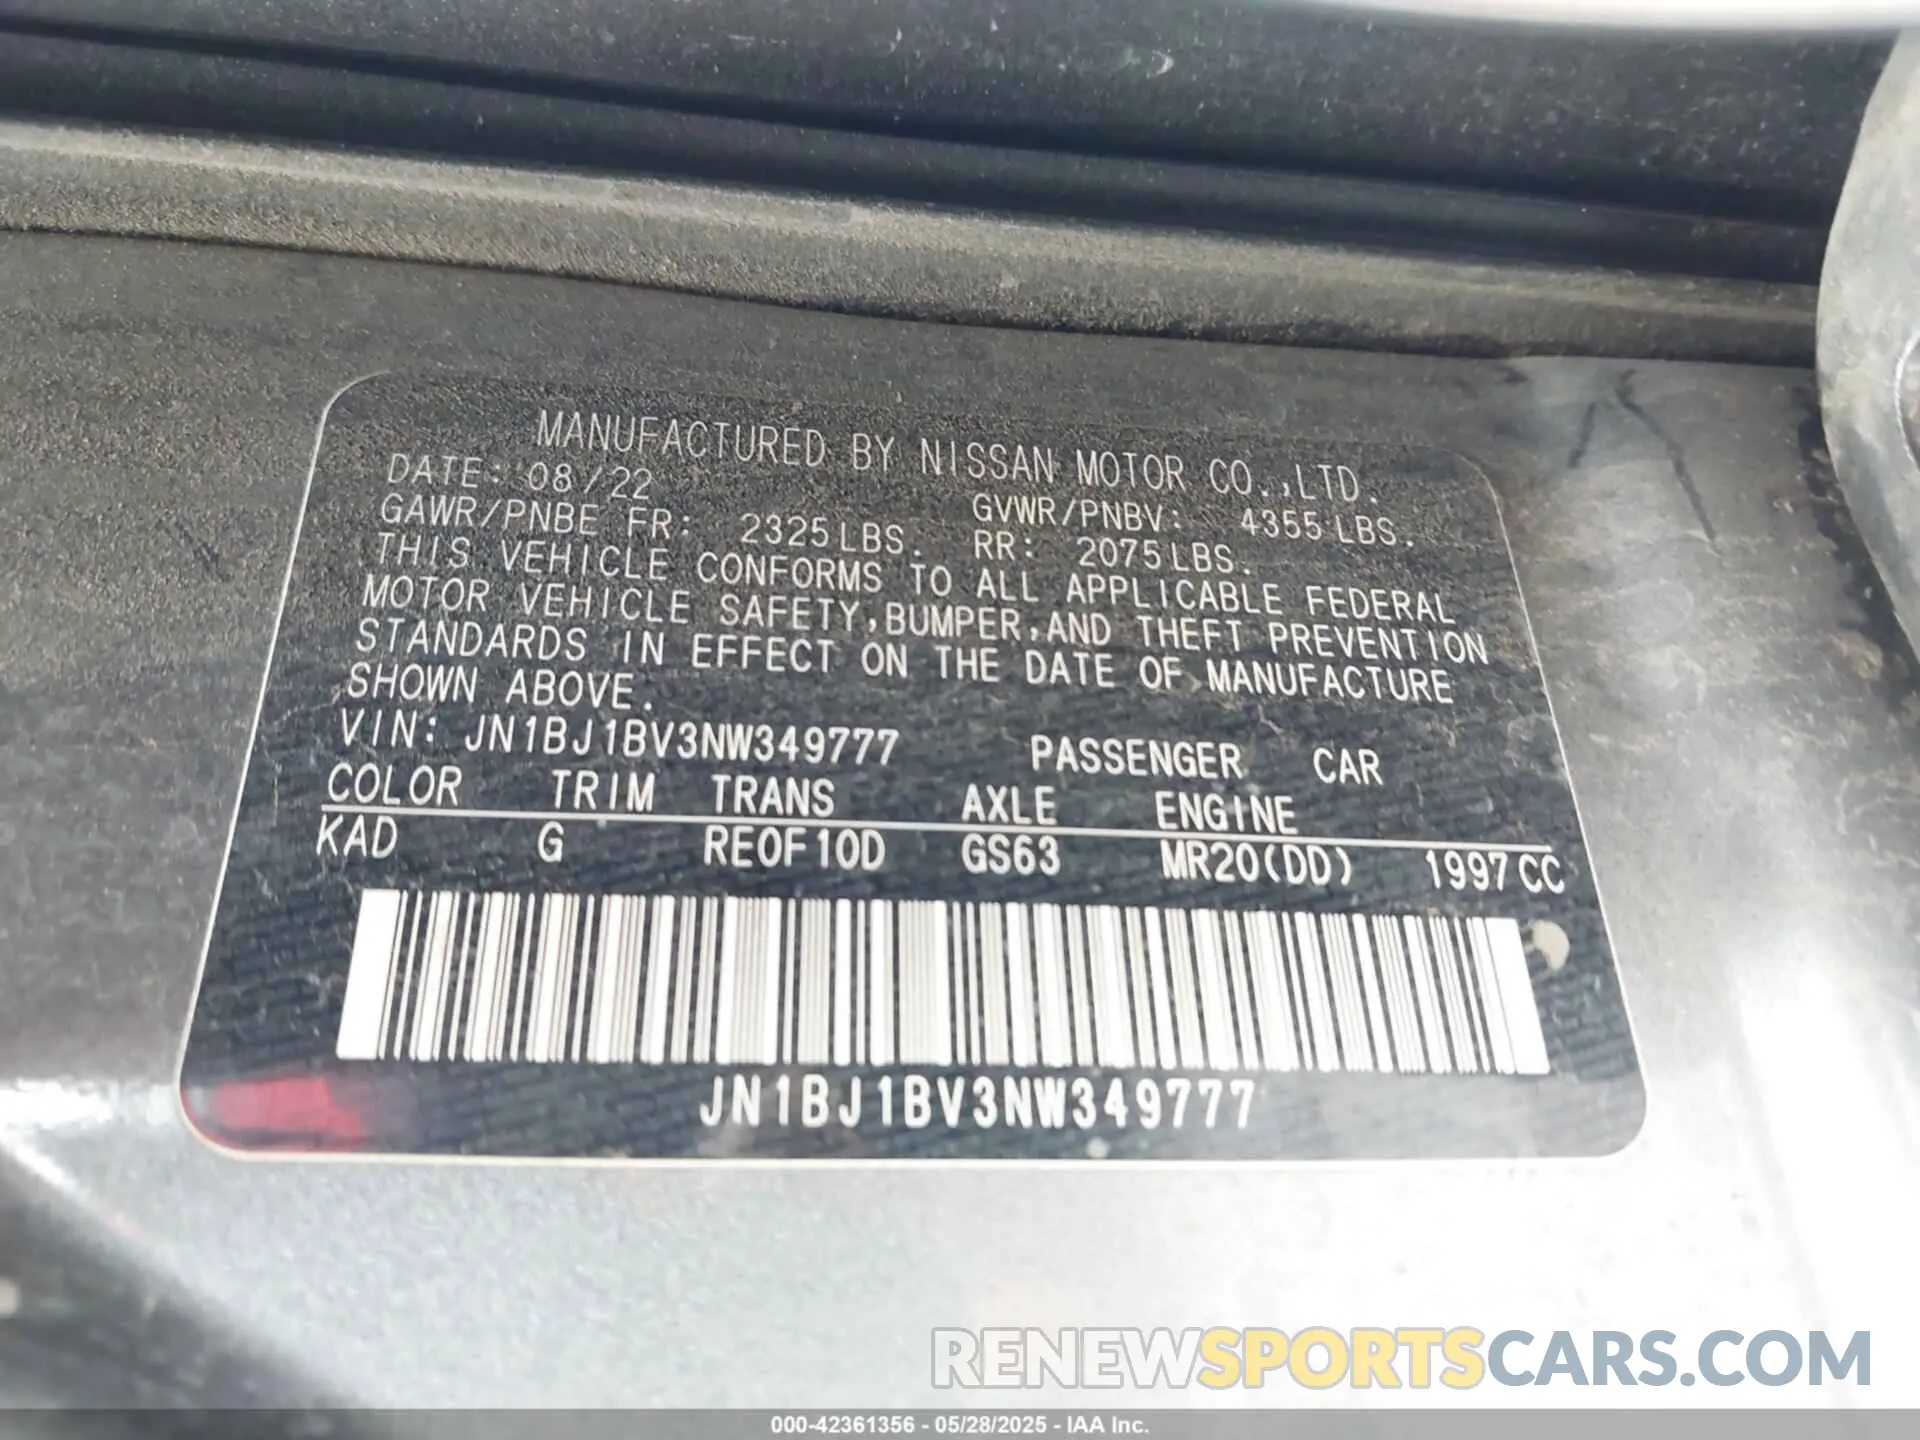 MANUFACTURED BY NISSAN MOTOR CO.,LTD.
DATE: 08/22 GVWR/PNBV: 4355 LBS.
GAWR/PNBE FR: 2325 LBS. RR: 2075 LBS.
THIS VEHICLE CONFORMS TO ALL APPLICABLE FEDERAL
MOTOR VEHICLE SAFETY,BUMPER,AND THEFT PREVENTION
STANDARDS IN EFFECT ON THE DATE OF MANUFACTURE
SHOWN ABOVE.
VIN: JN1BJ1BV3NW349777 PASSENGER CAR
COLOR TRIM TRANS AXLE ENGINE
KAD G RE0F10D GS63 MR20(DD) 1997 CC
JN1BJ1BV3NW349777
RENEWSPORTSCARS.COM
000-42361356 - 05/28/2025 - IAA Inc.